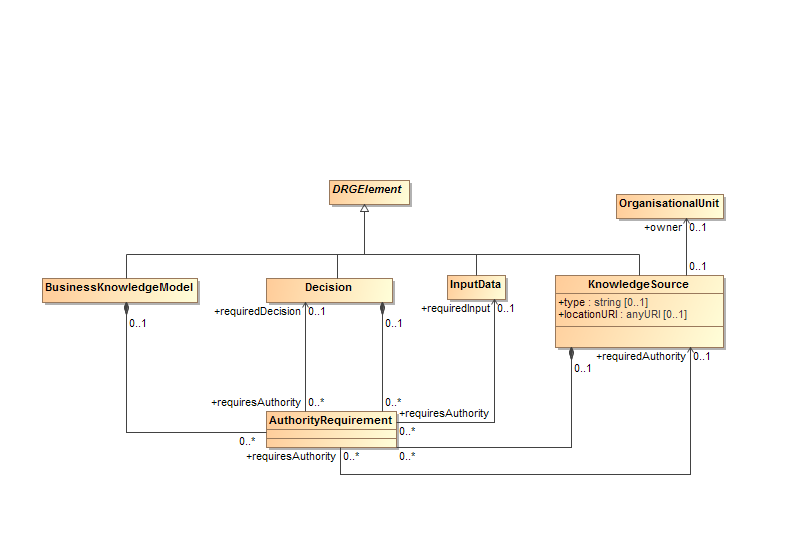 DRGElement
OrganisationalUnit
+owner 0..1
0..1
BusinessKnowledgeModel
Decision
InputData
KnowledgeSource
+type : string [0..1]
+locationURI : anyURI [0..1]
0..1
+requiredDecision 0..1
0..1
+requiredInput 0..1
+requiredAuthority 0..1
0..1
+requiresAuthority 0..*
0..*
+requiresAuthority
0..*
AuthorityRequirement
0..*
+requiresAuthority 0..*
0..*